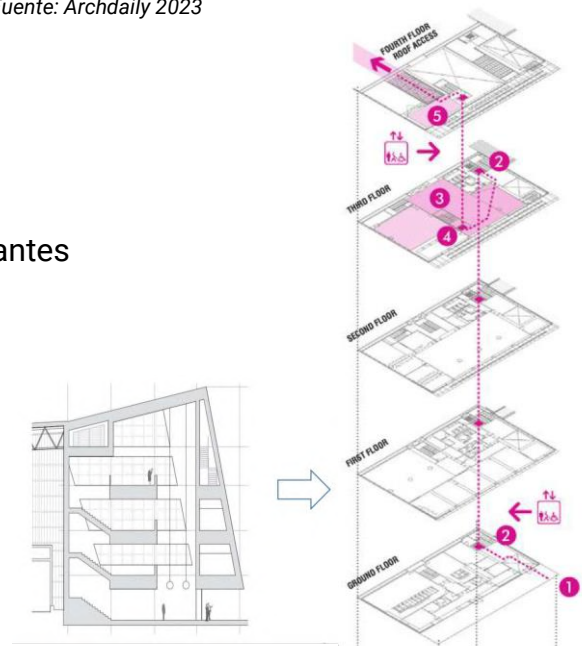 uente: Archdaily 2023
FOURTH FLOOR
ROOF ACCESS
5
2
THIRD FLOOR
3
4
antes
SECOND FLOOR
FIRST FLOOR
2
GROUND FLOOR
1